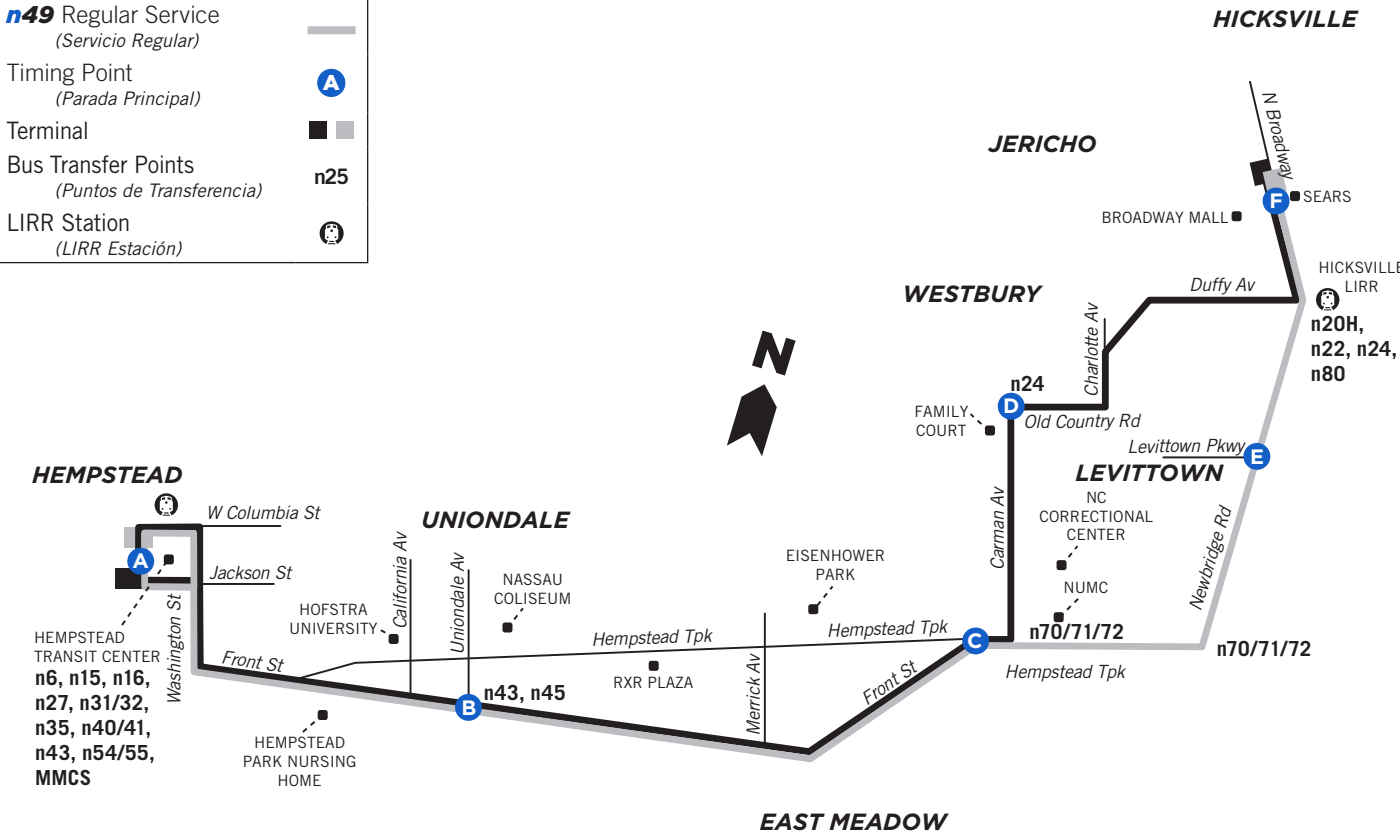 n49 Regular Service
(Servicio Regular)
Timing Point
(Parada Principal)
A
Terminal
Bus Transfer Points
(Puntos de Transferencia)
n25
LIRR Station
(LIRR Estación)
HICKSVILLE
N Broadway
JERICHO
F
SEARS
BROADWAY MALL
HICKSVILLE
LIRR
n20H,
n22, n24,
n80
WESTBURY
Duffy Av
Charlotte Av
N
n24
D
Old Country Rd
FAMILY
COURT
Levittown Pkwy
E
LEVITTOWN
NC
CORRECTIONAL
CENTER
Carman Av
Newbridge Rd
NUMC
HEMPSTEAD
W Columbia St
A
Jackson St
UNIONDALE
California Av
Uniondale Av
NASSAU
COLISEUM
EISENHOWER
PARK
HOFSTRA
UNIVERSITY
HEMPSTEAD
TRANSIT CENTER
n6, n15, n16,
n27, n31/32,
n35, n40/41,
n43, n54/55,
MMCS
Washington St
Front St
Hempstead Tpk
Hempstead Tpk
C
n70/71/72
n70/71/72
Hempstead Tpk
RXR PLAZA
Merrick Av
Front St
B
n43, n45
HEMPSTEAD
PARK NURSING
HOME
EAST MEADOW